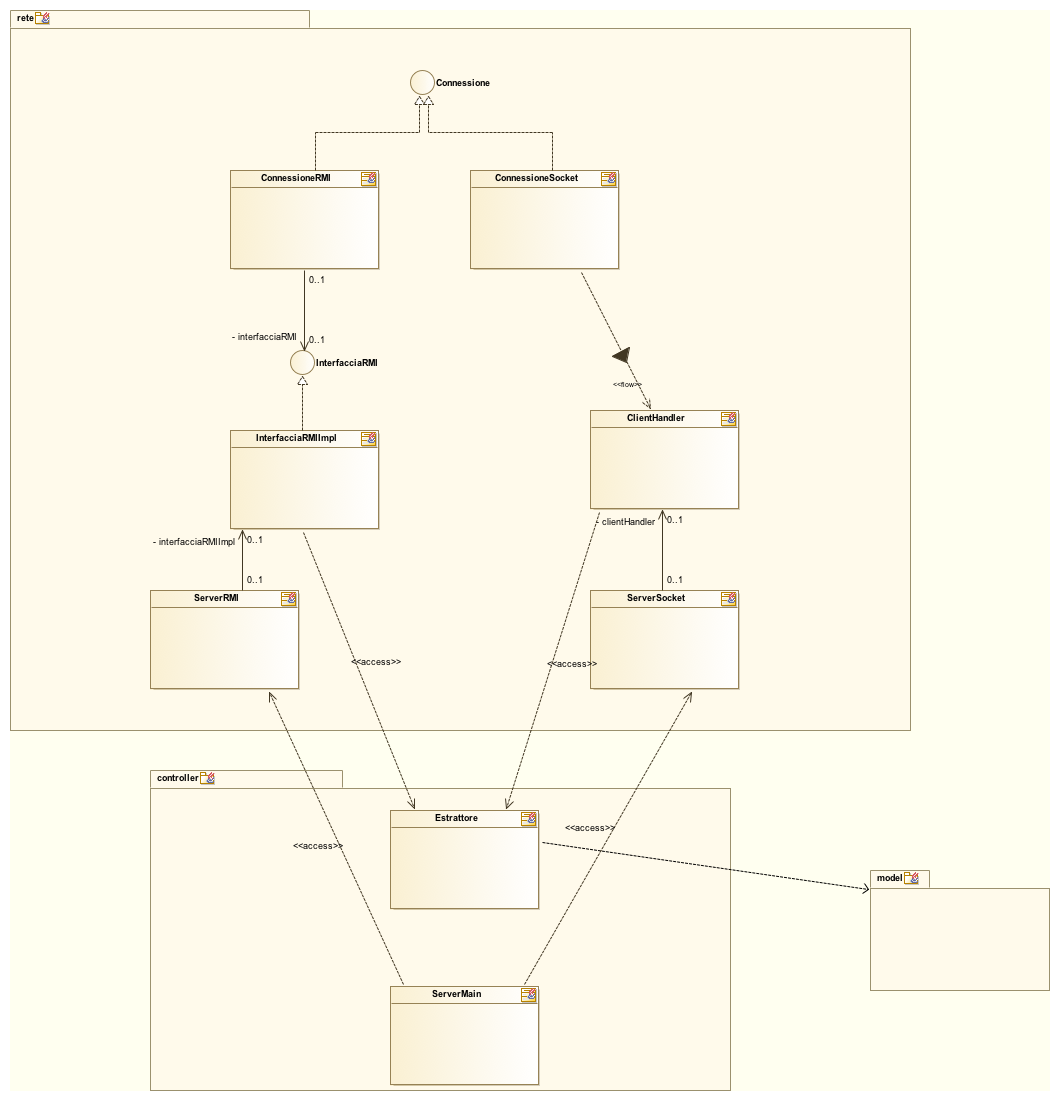 rete
Connessione
ConnessioneRMI
ConnessioneSocket
0..1
- interfacciaRMI
0..1
InterfacciaRMI
<<flow>>
InterfacciaRMIImpl
ClientHandler
- interfacciaRMIImpl
0..1
- clientHandler
0..1
0..1
0..1
ServerRMI
ServerSocket
<<access>>
<<access>>
controller
Estrattore
<<access>>
<<access>>
model
ServerMain